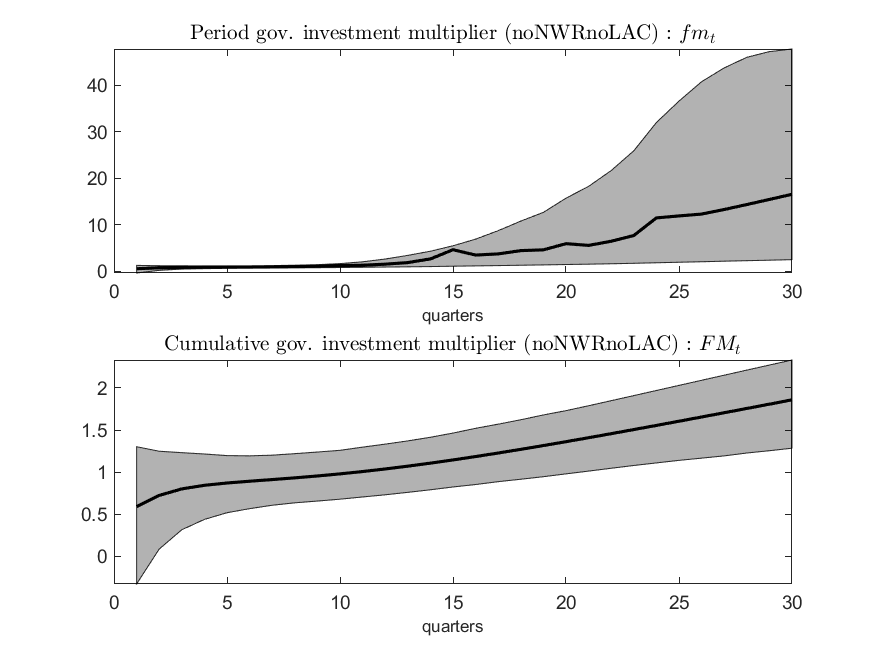 Period gov. investment multiplier (noNWRnoLAC) : fm_t
40
30
20
10
0
0 5 10 15 20 25 30
quarters
Cumulative gov. investment multiplier (noNWRnoLAC) : FM_t
2
1.5
1
0.5
0
0 5 10 15 20 25 30
quarters